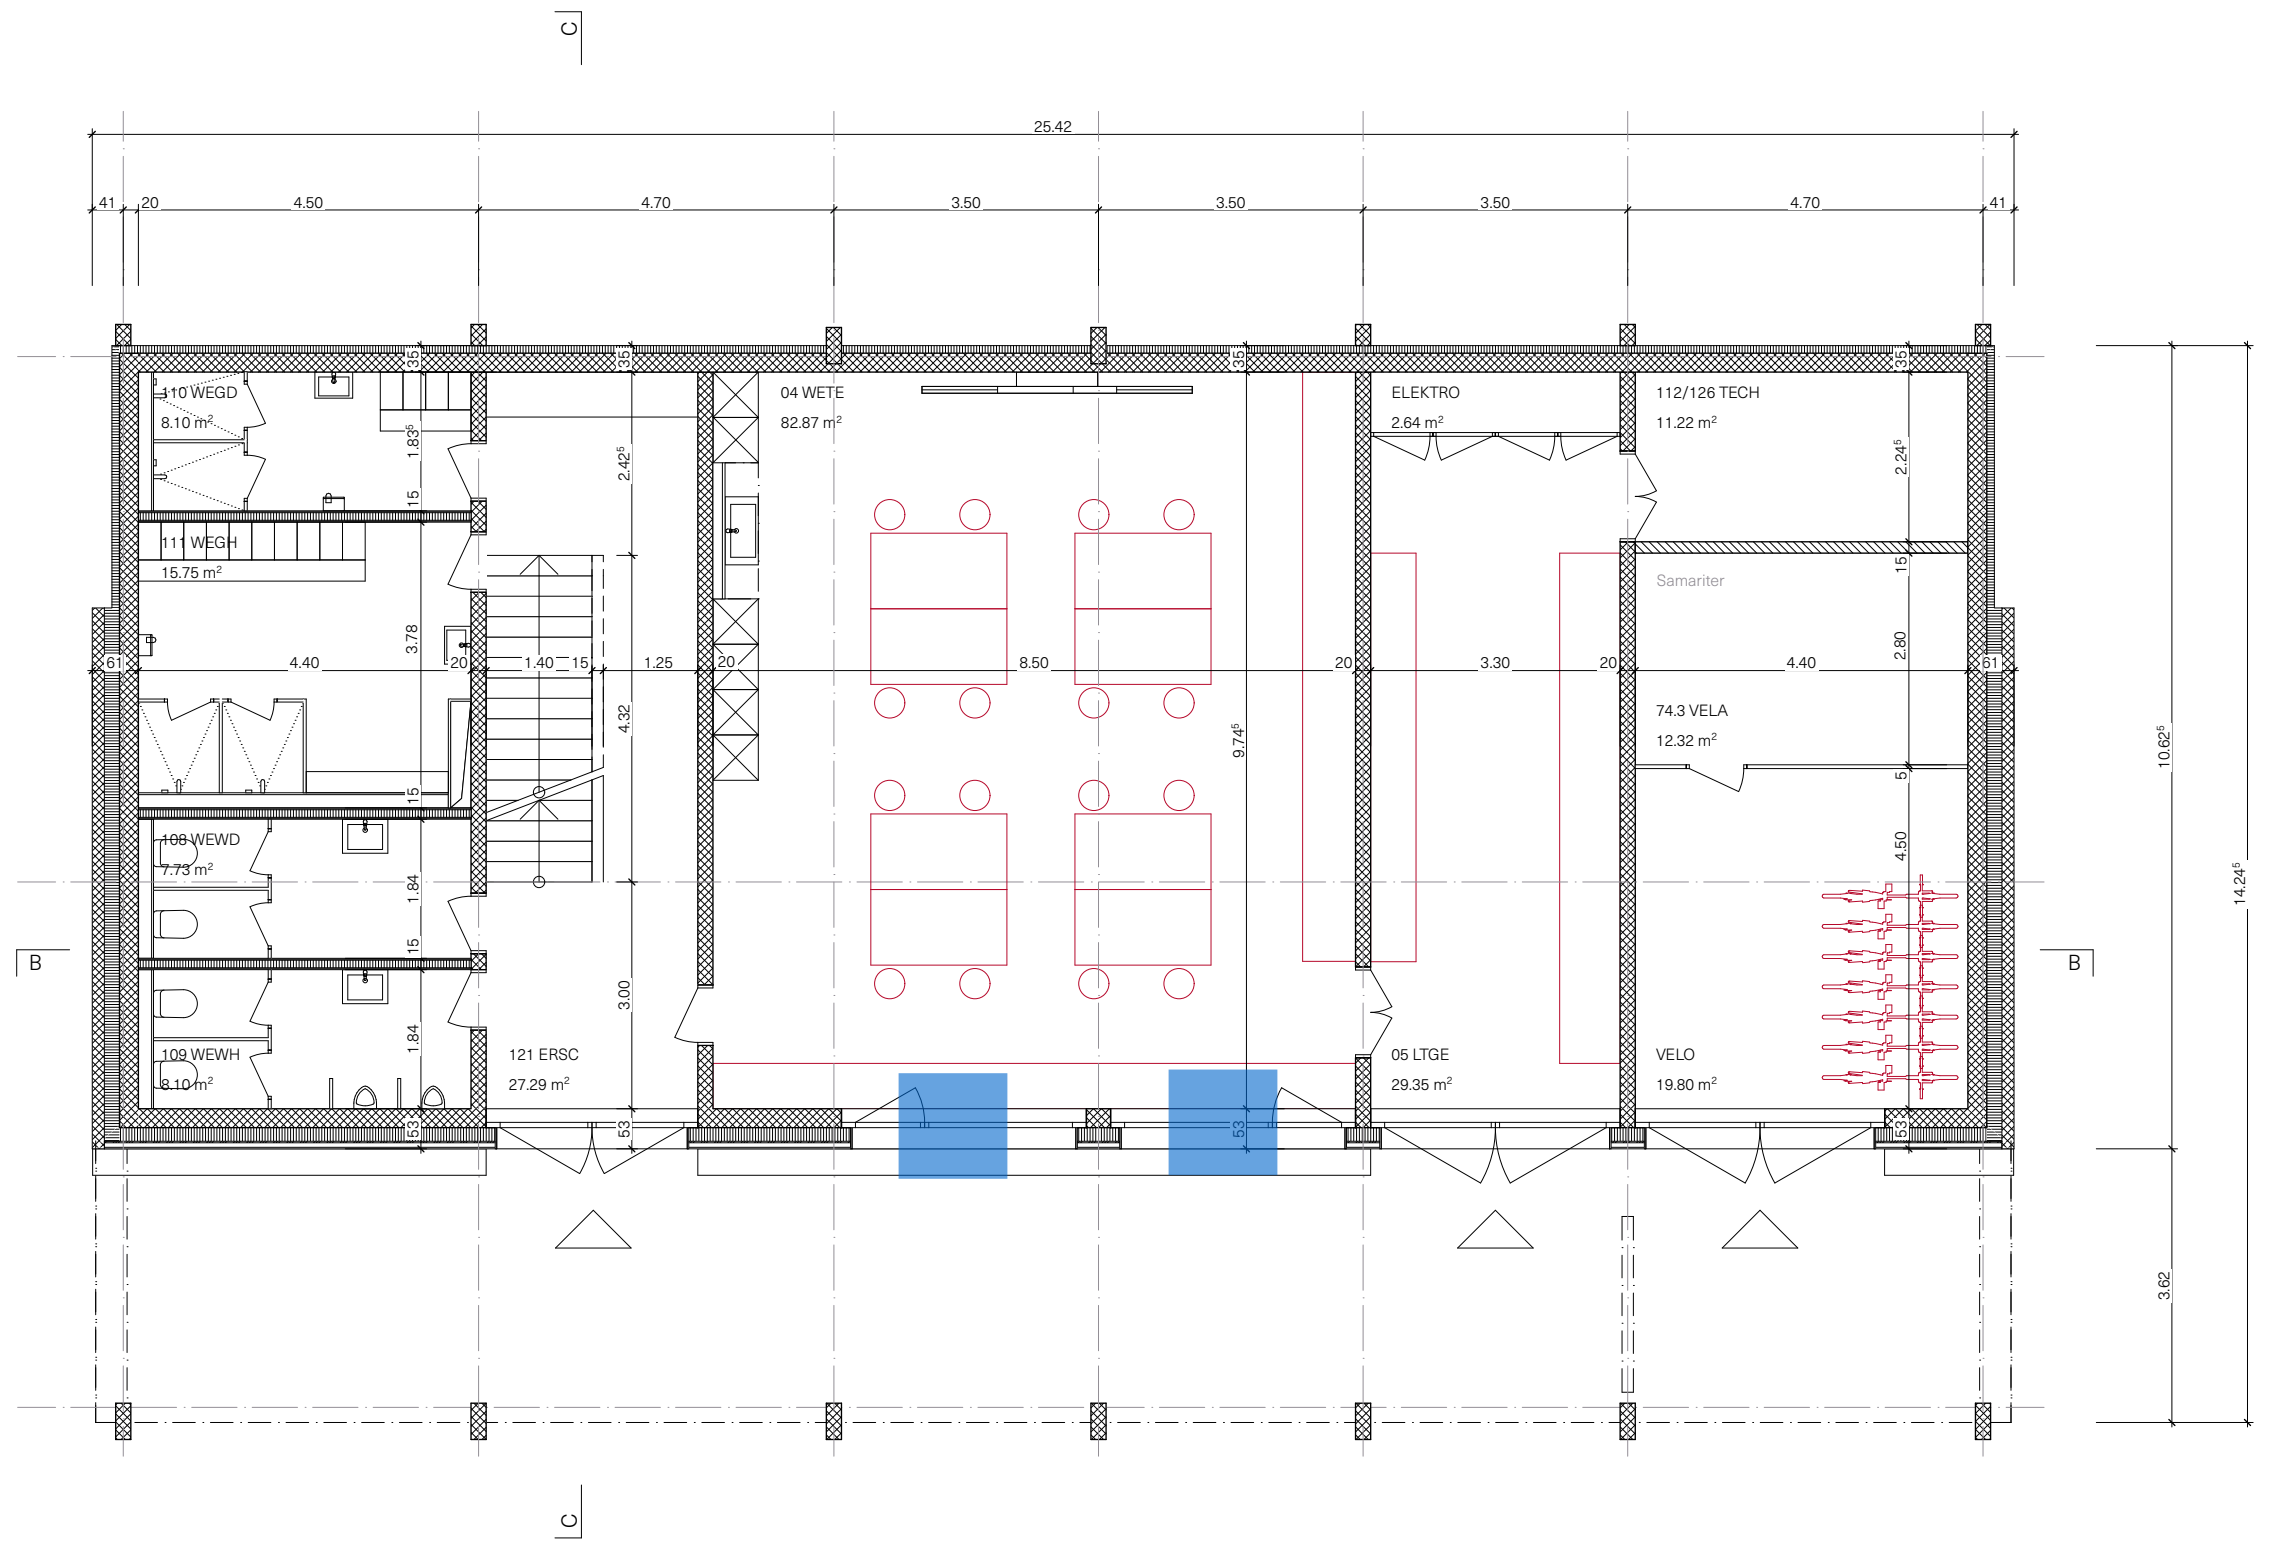 C
25.42
41 20 4.50 4.70 3.50 3.50 3.50 4.70 41
35 35 35 35
110 WEGD
8.10 m²
04 WETE
82.87 m²
ELEKTRO
2.64 m²
112/126 TECH
11.22 m²
1.83⁵
2.42⁵
2.24⁵
15
111 WEGH
15.75 m²
15
Samariter
3.78
2.80
61 4.40 20 1.40 15 1.25 20 8.50 20 3.30 20 4.40 61
4.32
9.74⁵
10.62⁵
74.3 VELA
12.32 m²
15
5
108 WEWD
7.73 m²
4.50
1.84
14.24⁵
15
B
B
3.00
1.84
109 WEWH
8.10 m²
121 ERSC
27.29 m²
05 LTGE
29.35 m²
VELO
19.80 m²
53 53 53 53
3.62
C